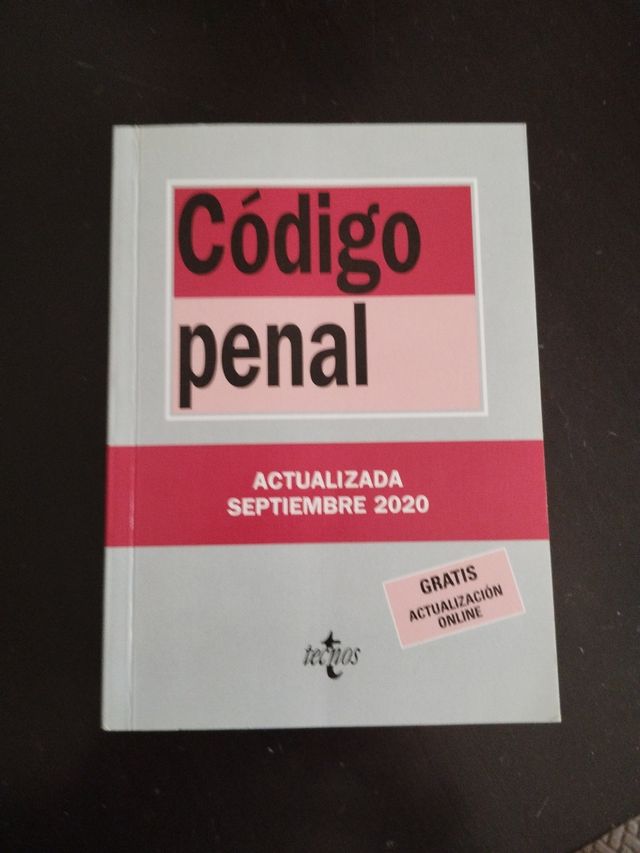 Código
penal
ACTUALIZADA
SEPTIEMBRE 2020
GRATIS
ACTUALIZACIÓN
ONLINE
tecnos